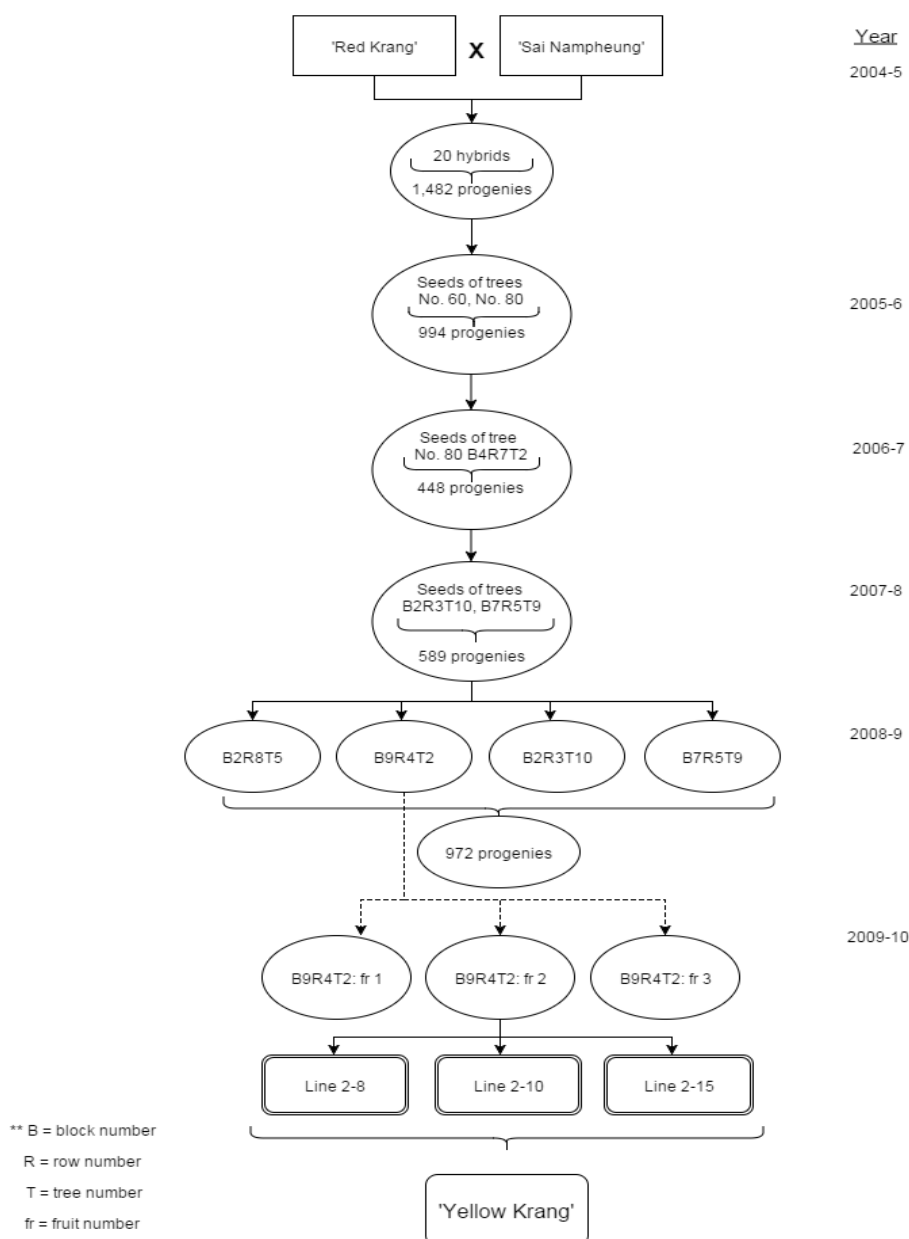 'Red Krang' X 'Sai Nampheung'
Year
2004-5
20 hybrids
1,482 progenies
Seeds of trees
No. 60, No. 80
994 progenies
2005-6
Seeds of tree
No. 80 B4R7T2
448 progenies
2006-7
Seeds of trees
B2R3T10, B7R5T9
589 progenies
2007-8
B2R8T5 B9R4T2 B2R3T10 B7R5T9
2008-9
972 progenies
2009-10
B9R4T2: fr 1 B9R4T2: fr 2 B9R4T2: fr 3
Line 2-8 Line 2-10 Line 2-15
** B = block number
R = row number
T = tree number
fr = fruit number
'Yellow Krang'